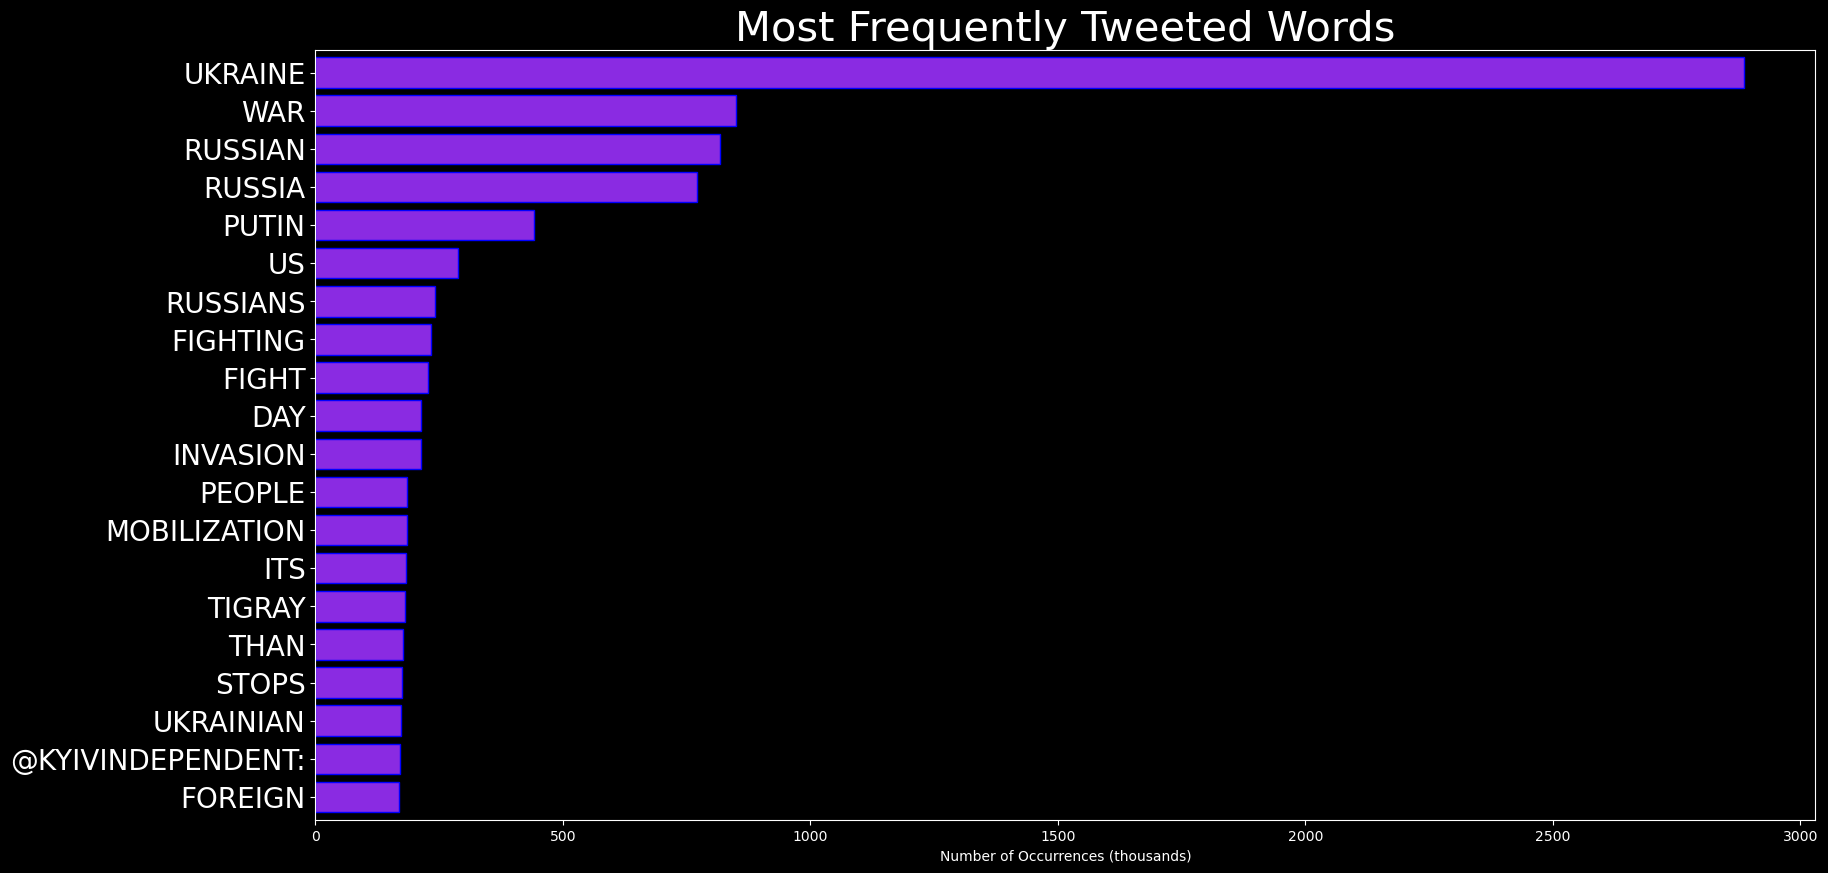 Most Frequently Tweeted Words
UKRAINE
WAR
RUSSIAN
RUSSIA
PUTIN
US
RUSSIANS
FIGHTING
FIGHT
DAY
INVASION
PEOPLE
MOBILIZATION
ITS
TIGRAY
THAN
STOPS
UKRAINIAN
@KYIVINDEPENDENT:
FOREIGN
0 500 1000 1500 2000 2500 3000
Number of Occurrences (thousands)